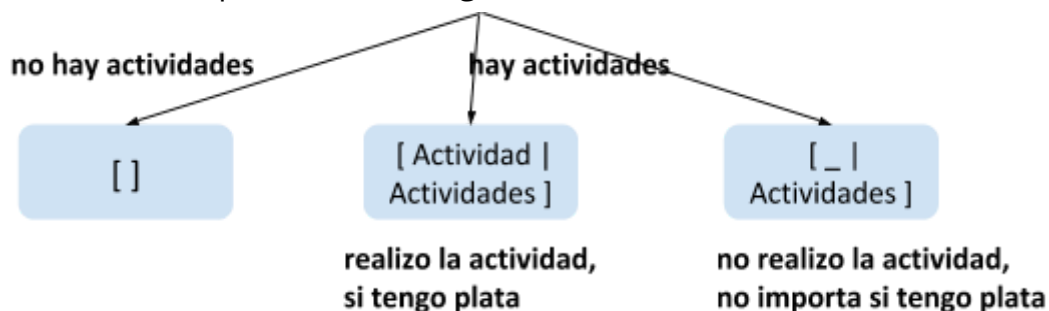 no hay actividades
hay actividades
[ ]
[ Actividad |
Actividades ]
[ _ |
Actividades ]
realizo la actividad,
si tengo plata
no realizo la actividad,
no importa si tengo plata